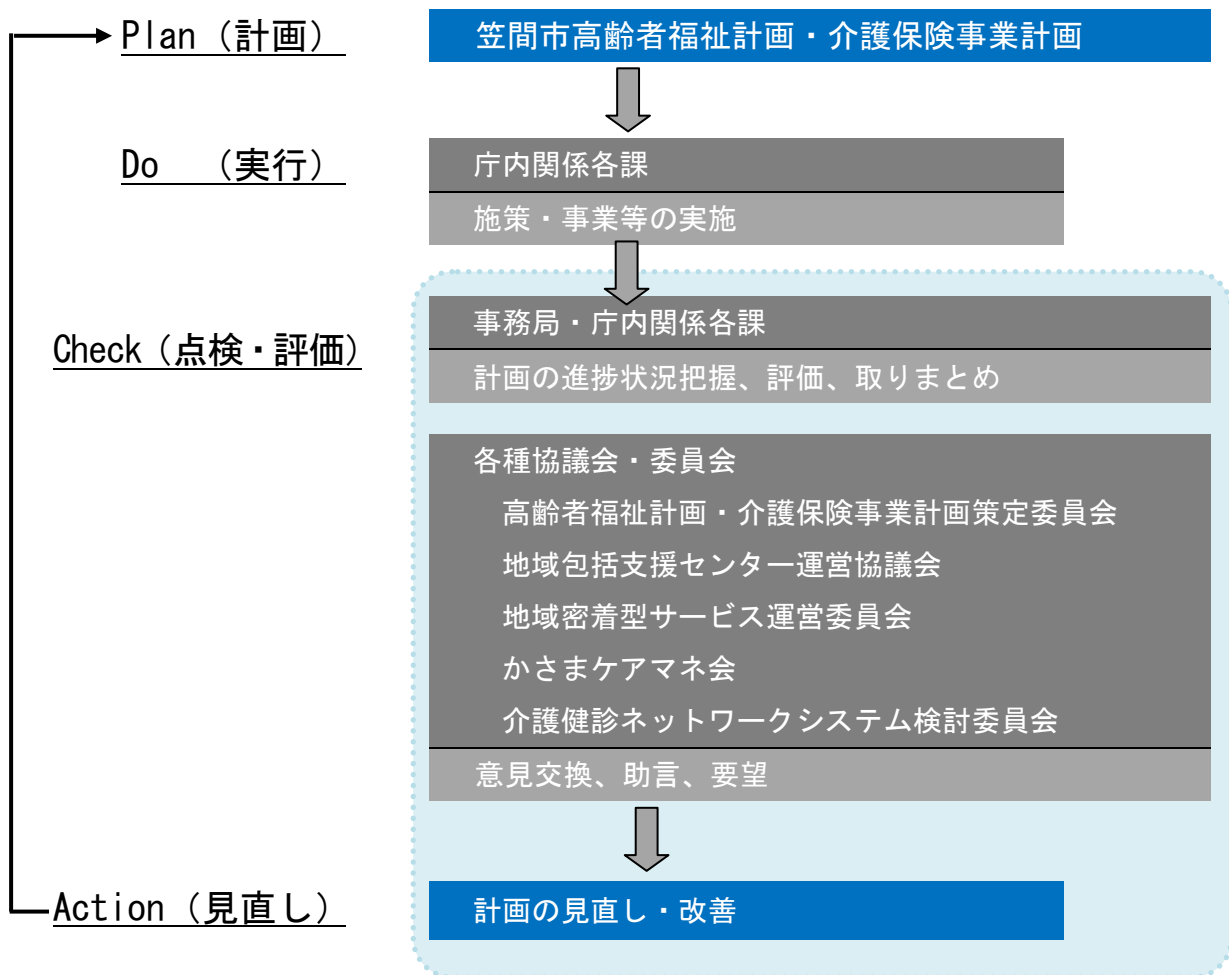 Plan（計画） 笠間市高齢者福祉計画・介護保険事業計画
Do　（実行） 庁内関係各課
施策・事業等の実施
事務局・庁内関係各課
Check（点検・評価）
計画の進捗状況把握、評価、取りまとめ
各種協議会・委員会
高齢者福祉計画・介護保険事業計画策定委員会
地域包括支援センター運営協議会
地域密着型サービス運営委員会
かさまケアマネ会
介護健診ネットワークシステム検討委員会
意見交換、助言、要望
Action（見直し） 計画の見直し・改善